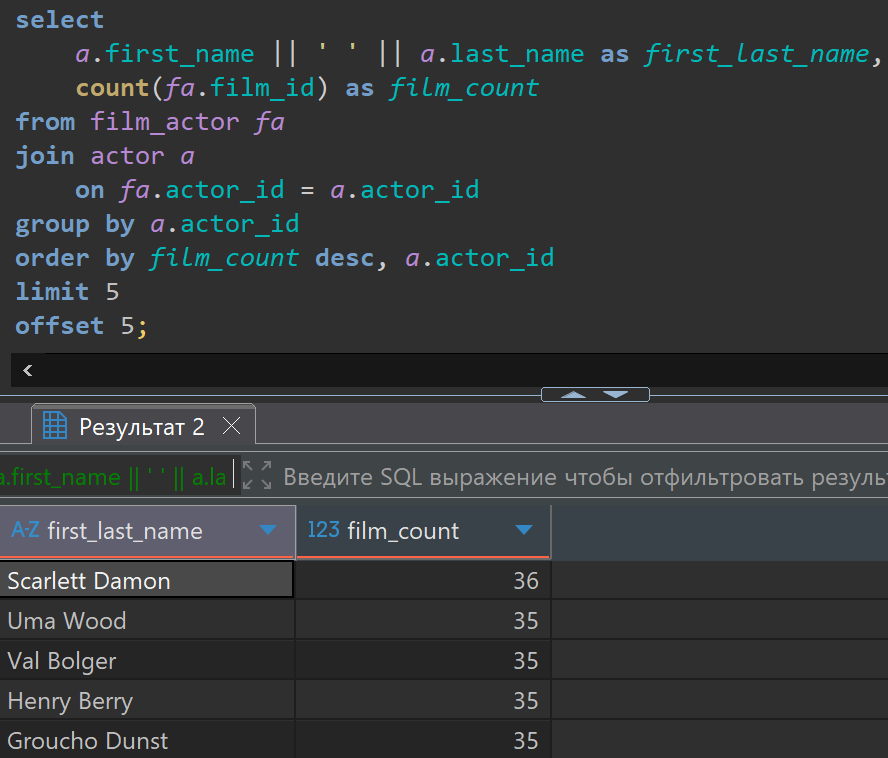 select
a.first_name || ' ' || a.last_name as first_last_name,
count(fa.film_id) as film_count
from film_actor fa
join actor a
on fa.actor_id = a.actor_id
group by a.actor_id
order by film_count desc, a.actor_id
limit 5
offset 5;
Результат 2
a.first_name || ' ' || a.la Введите SQL выражение чтобы отфильтровать резуль
A-Z first_last_name 123 film_count
Scarlett Damon 36
Uma Wood 35
Val Bolger 35
Henry Berry 35
Groucho Dunst 35